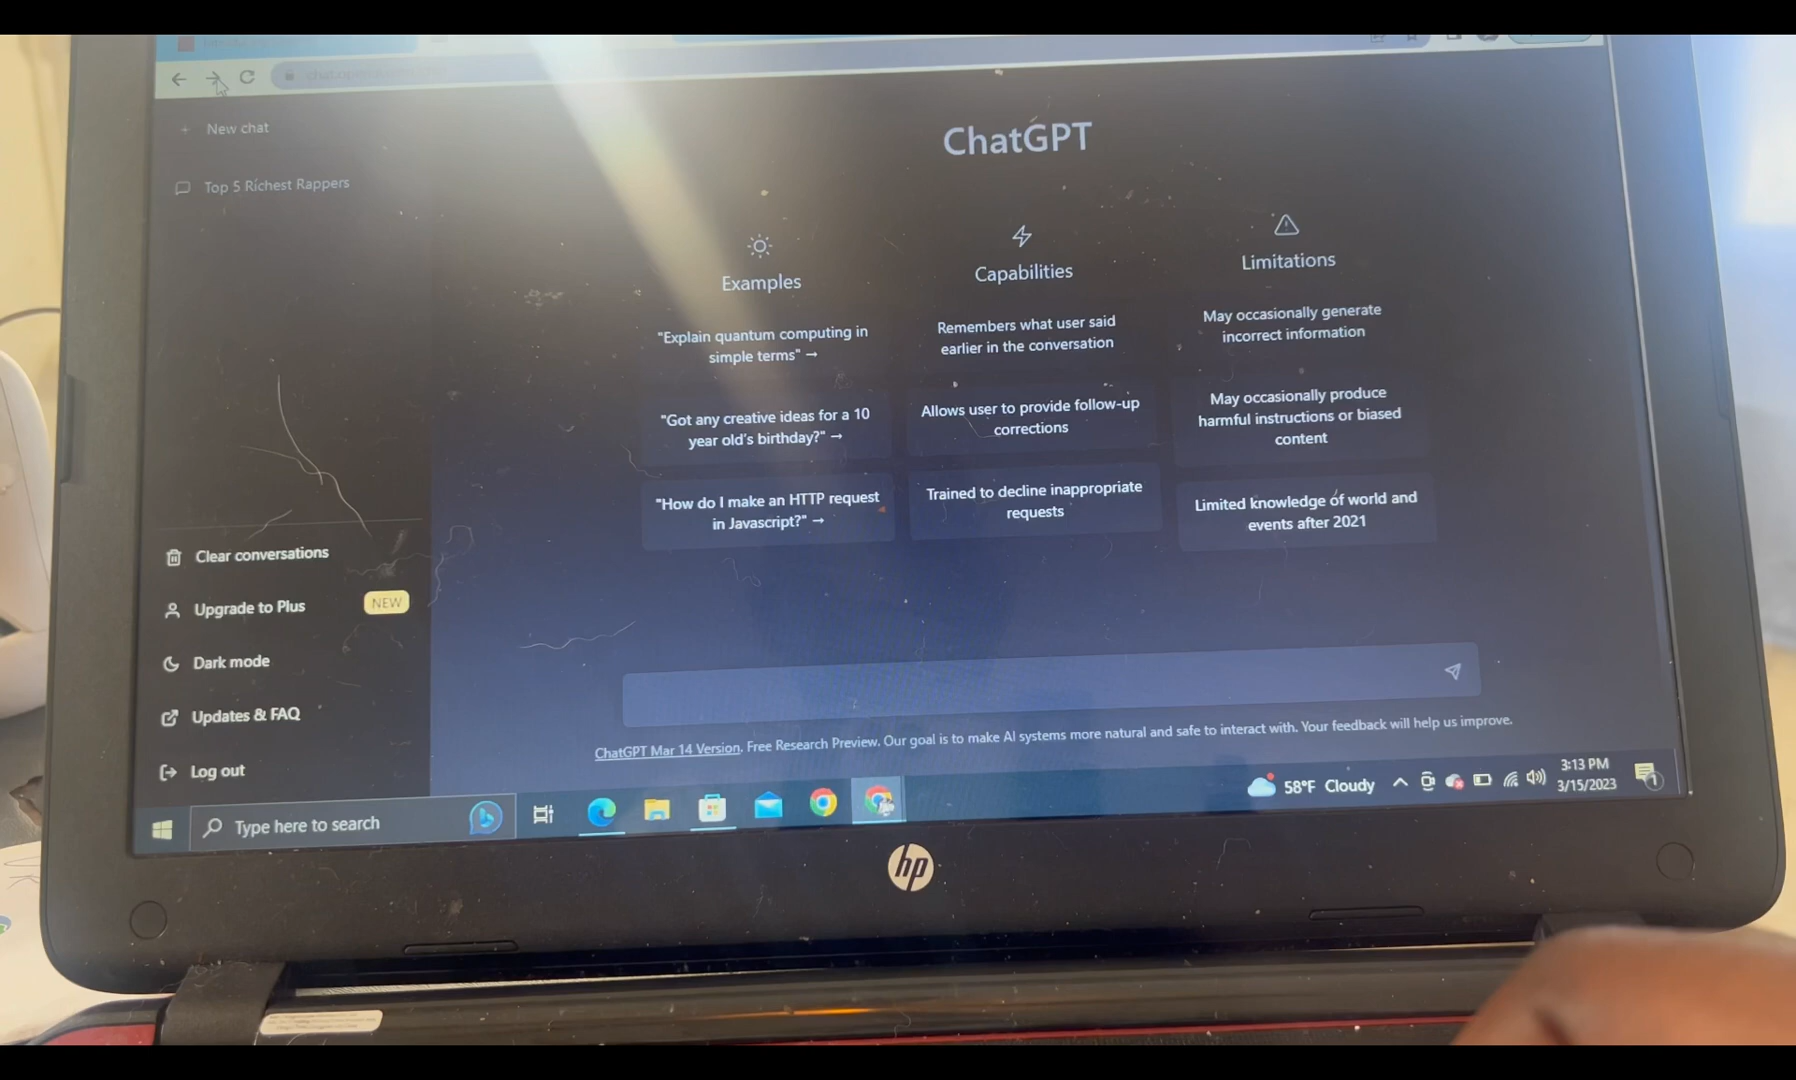 New chat
Top 5 Richest Rappers
ChatGPT
Examples
"Explain quantum computing in
simple terms" →
"Got any creative ideas for a 10
year old's birthday?" →
"How do I make an HTTP request
in Javascript?" →
Capabilities
Remembers what user said
earlier in the conversation
Allows user to provide follow-up
corrections
Trained to decline inappropriate
requests
Limitations
May occasionally generate
incorrect information
May occasionally produce
harmful instructions or biased
content
Limited knowledge of world and
events after 2021
Clear conversations
Upgrade to Plus NEW
Dark mode
Updates & FAQ
Log out
ChatGPT Mar 14 Version. Free Research Preview. Our goal is to make AI systems more natural and safe to interact with. Your feedback will help us improve.
Type here to search
58°F Cloudy
3:13 PM
3/15/2023
1
hp